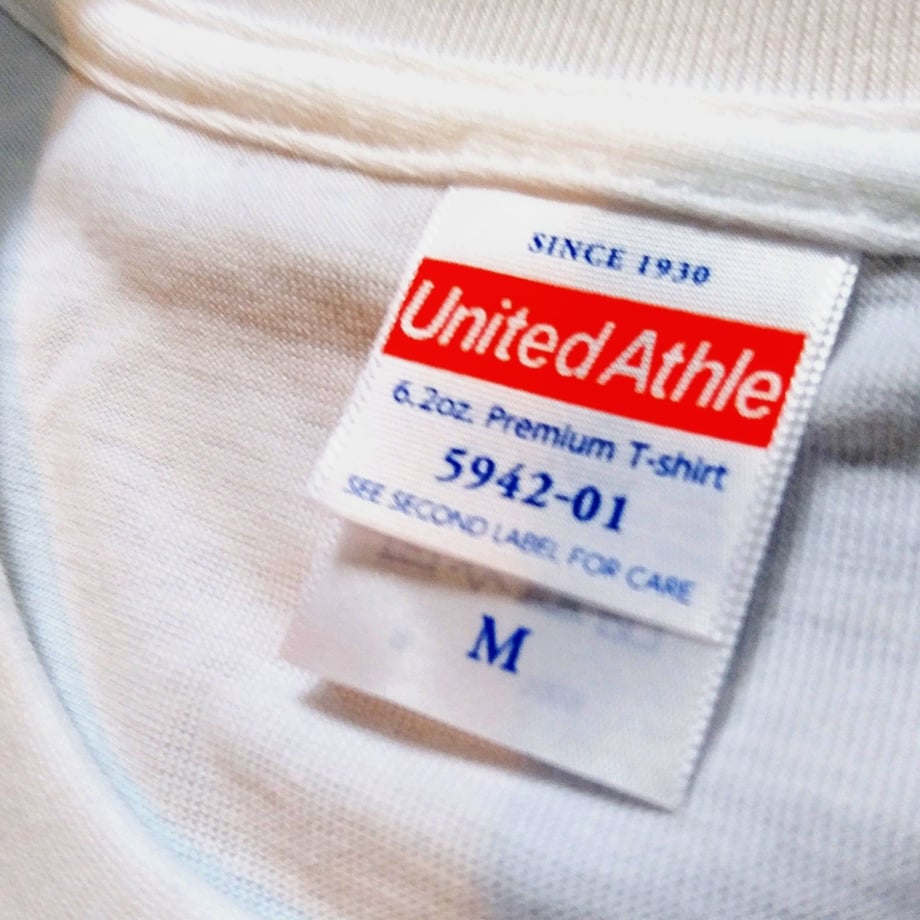 SINCE 1930
United Athle
6.2oz. Premium T-shirt
5942-01
SEE SECOND LABEL FOR CARE
M